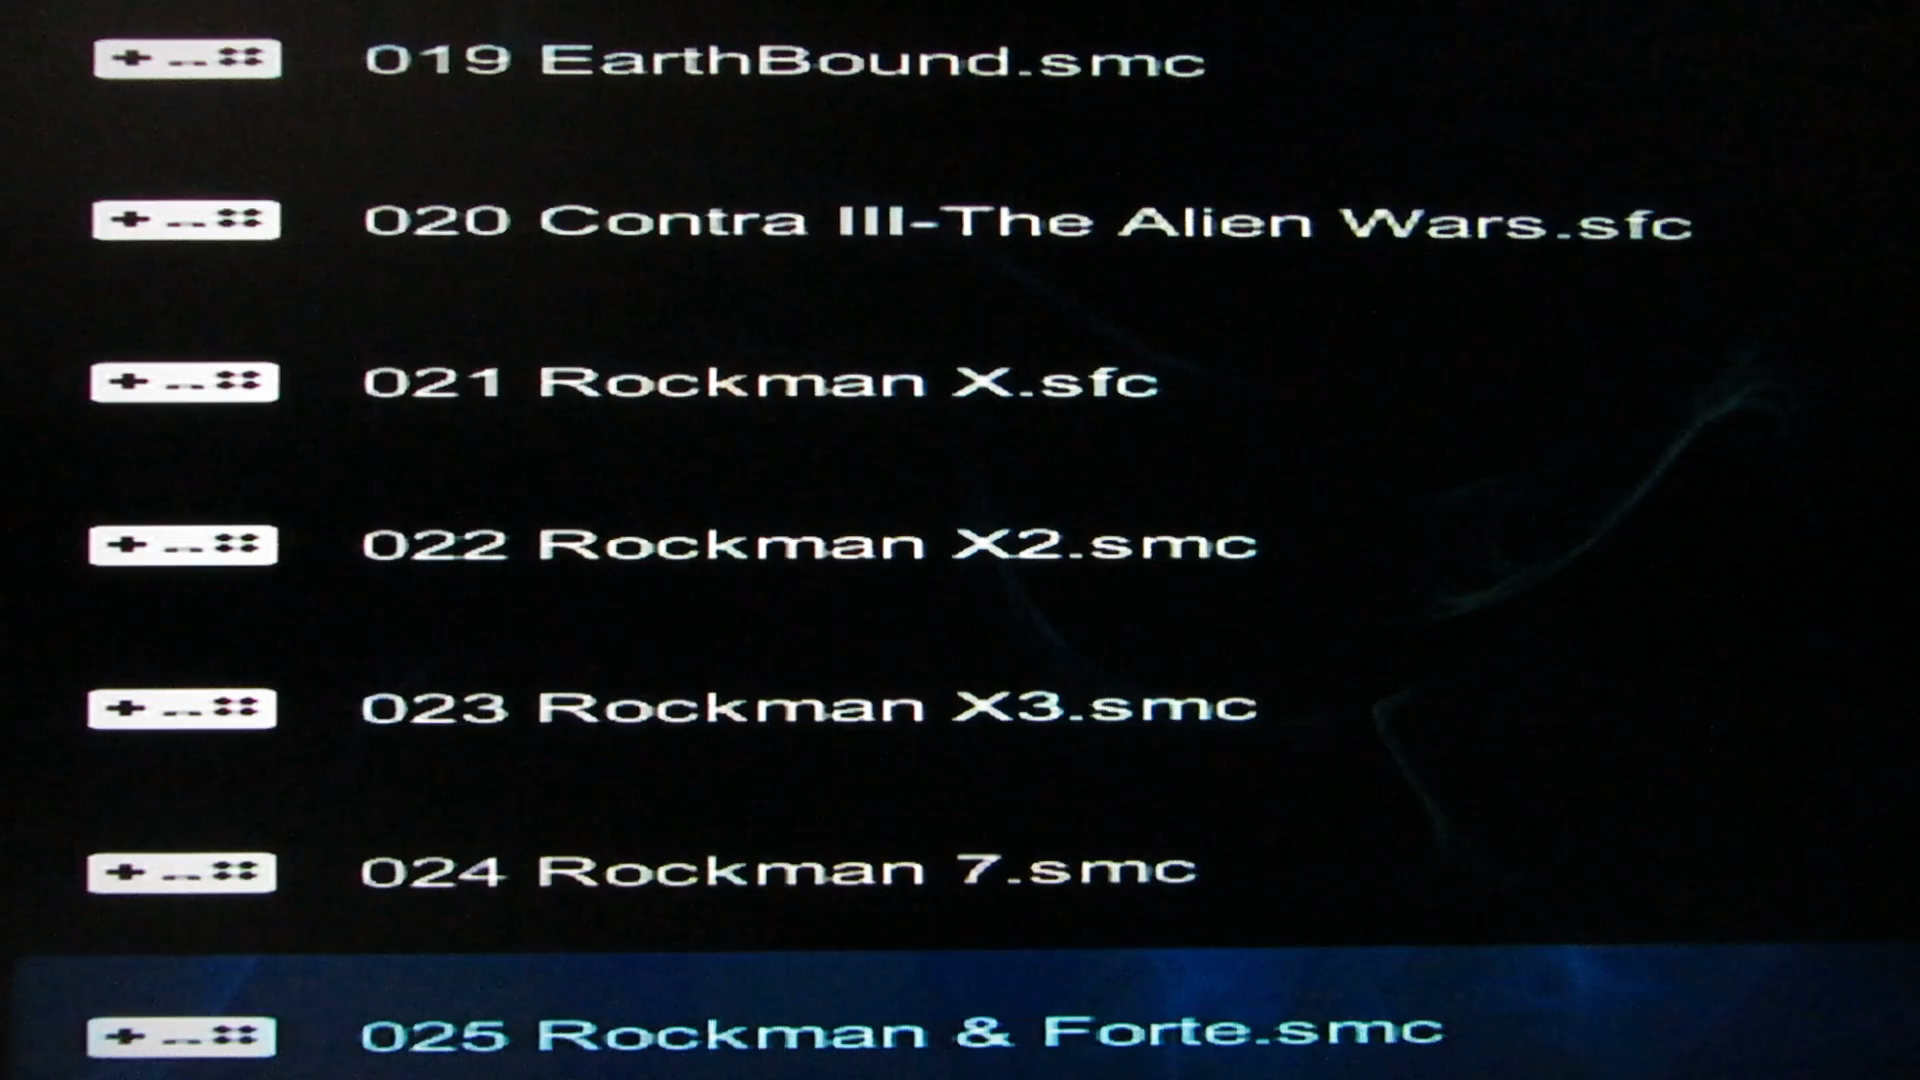 019 EarthBound.smc
020 Contra III-The Alien Wars.sfc
021 Rockman X.sfc
022 Rockman X2.smc
023 Rockman X3.smc
024 Rockman 7.smc
025 Rockman & Forte.smc